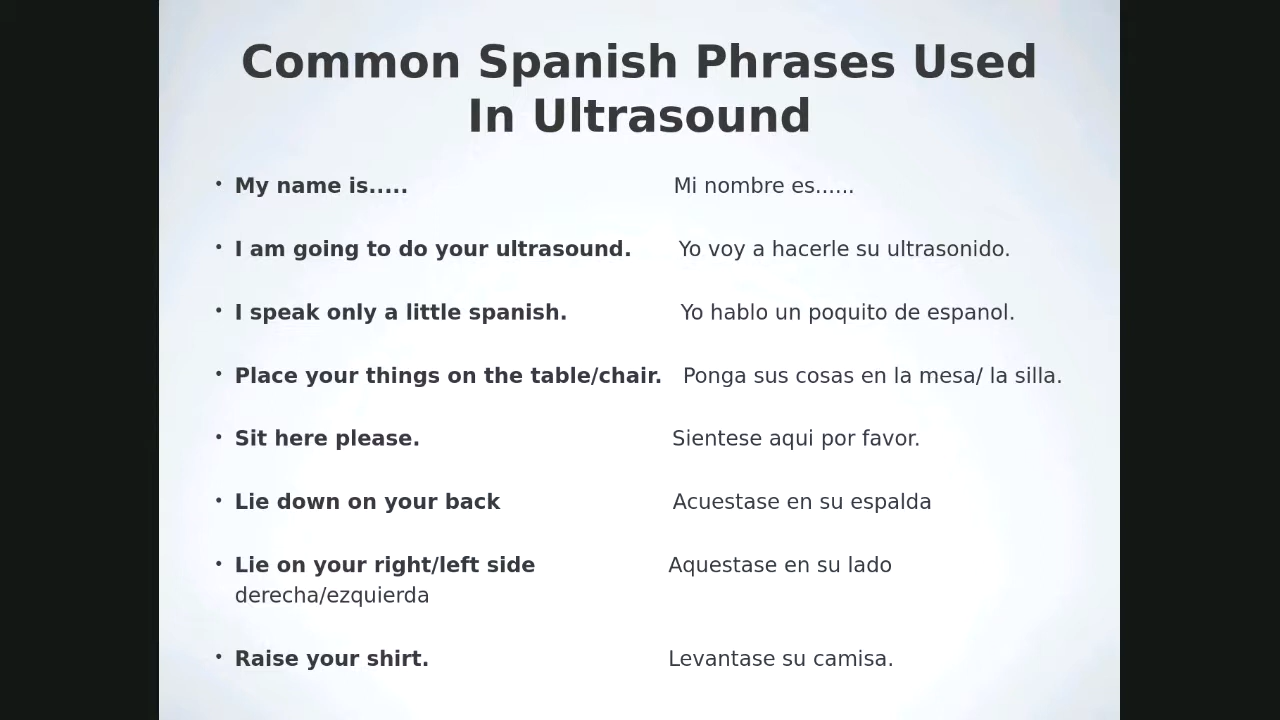 Common Spanish Phrases Used
In Ultrasound
• My name is..... Mi nombre es......
• I am going to do your ultrasound. Yo voy a hacerle su ultrasonido.
• I speak only a little spanish. Yo hablo un poquito de espanol.
• Place your things on the table/chair. Ponga sus cosas en la mesa/ la silla.
• Sit here please. Sientese aqui por favor.
• Lie down on your back Acuestase en su espalda
• Lie on your right/left side Aquestase en su lado
derecha/ezquierda
• Raise your shirt. Levantase su camisa.